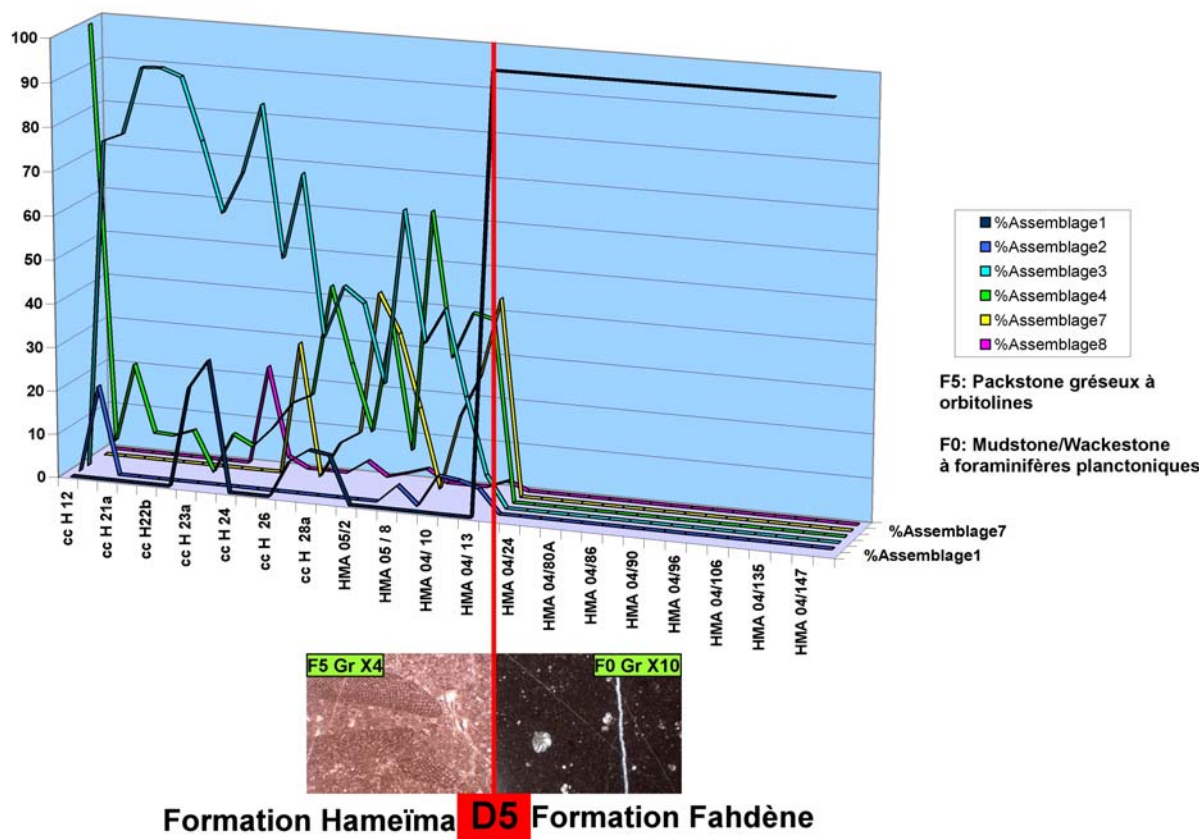 100
90
80
70
60
50
40
30
20
10
0
cc H 12
cc H 21a
cc H22b
cc H 23a
cc H 24
cc H 26
cc H 28a
HMA 05/2
HMA 05 / 8
HMA 04/ 10
HMA 04/ 13
HMA 04/24
HMA 04/80A
HMA 04/86
HMA 04/90
HMA 04/96
HMA 04/106
HMA 04/135
HMA 04/147
%Assemblage7
%Assemblage1
%Assemblage1
%Assemblage2
%Assemblage3
%Assemblage4
%Assemblage7
%Assemblage8
F5: Packstone gréseux à
orbitolines
F0: Mudstone/Wackestone
à foraminifères planctoniques
F5 Gr X4
F0 Gr X10
Formation Hameïma D5 Formation Fahdène